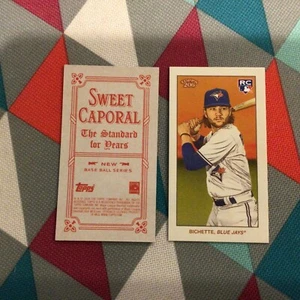 SWEET
CAPORAL
The Standard
for Years
NEW
BASE BALL SERIES
Topps
RC
BICHETTE, BLUE JAYS